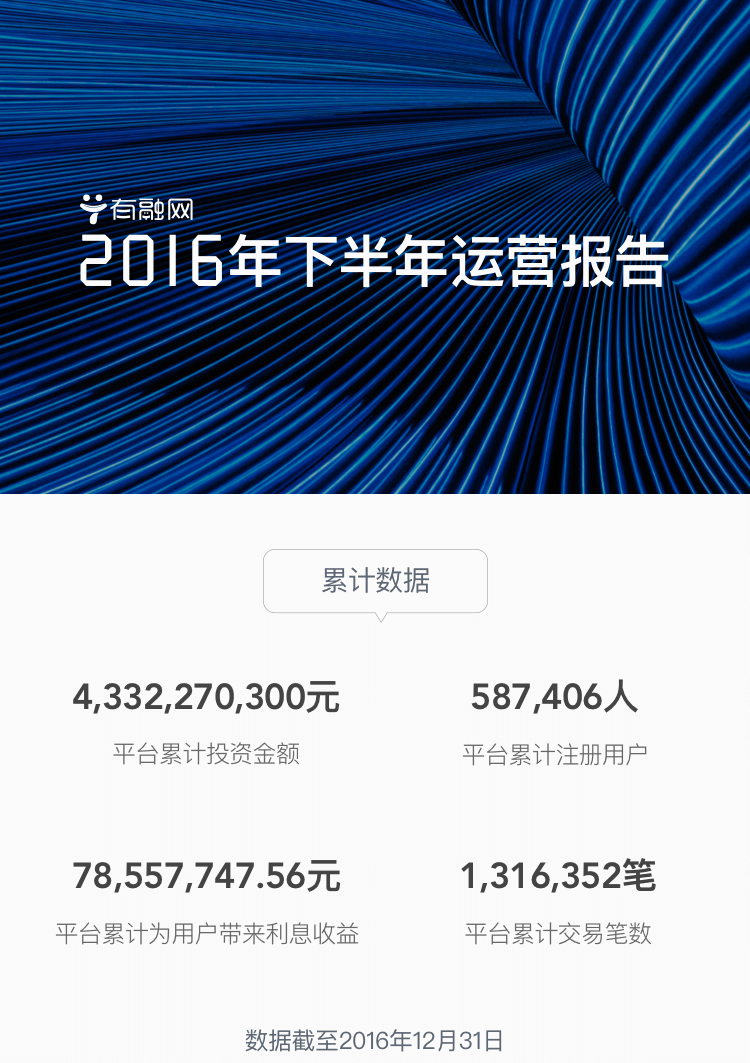 有融网
2016年下半年运营报告
累计数据
4,332,270,300元
587,406人
平台累计投资金额
平台累计注册用户
78,557,747.56元
1,316,352笔
平台累计为用户带来利息收益
平台累计交易笔数
数据截至2016年12月31日